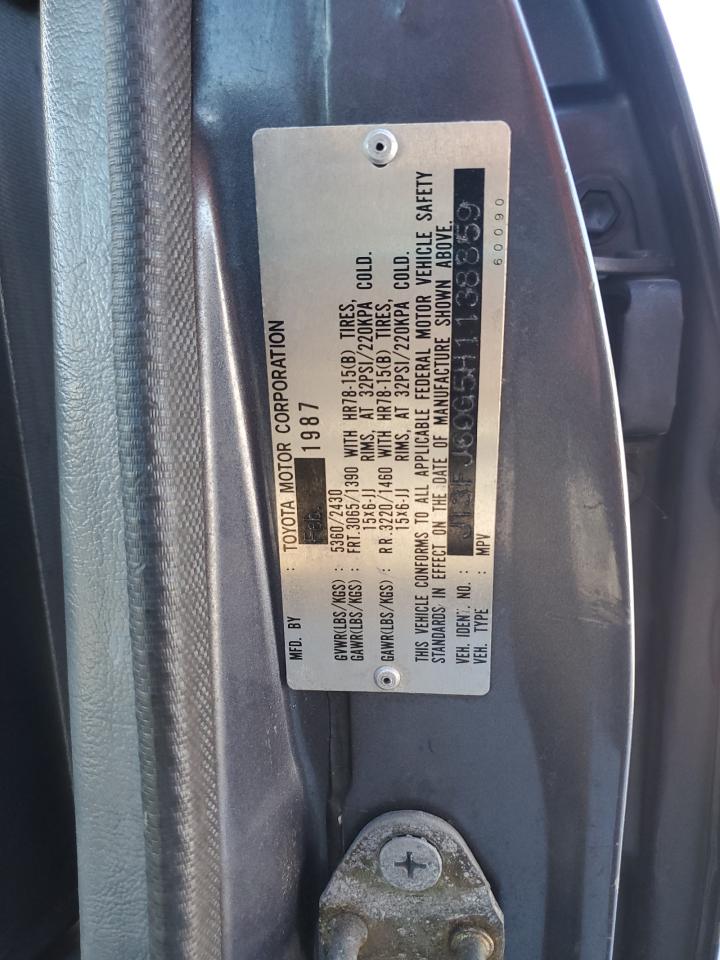 MFD. BY : TOYOTA MOTOR CORPORATION
1987
GVWR(LBS/KGS) : 5360/2430
GAWR(LBS/KGS) : FRT.3065/1390 WITH HR78-15(B) TIRES,
15x6-JJ RIMS, AT 32PSI/220KPA COLD.
GAWR(LBS/KGS) : RR.3220/1460 WITH HR78-15(B) TIRES,
15x6-JJ RIMS, AT 32PSI/220KPA COLD.
THIS VEHICLE CONFORMS TO ALL APPLICABLE FEDERAL MOTOR VEHICLE SAFETY
STANDARDS IN EFFECT ON THE DATE OF MANUFACTURE SHOWN ABOVE.
VEH. IDENT. NO. : JT3FJ60G5H1138859
VEH. TYPE : MPV
60090